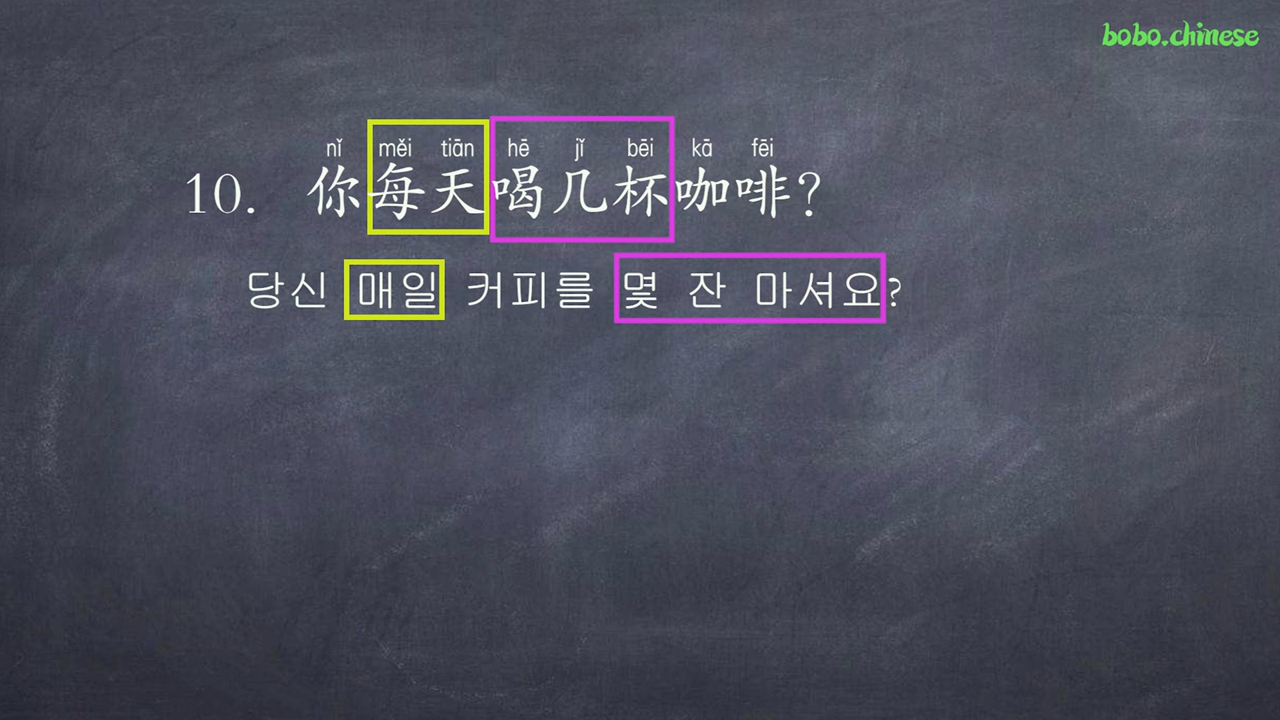 bobo.chinese
nǐ měi tiān hē jǐ bēi kā fēi
10. 你每天喝几杯咖啡?
당신 매일 커피를 몇 잔 마셔요?